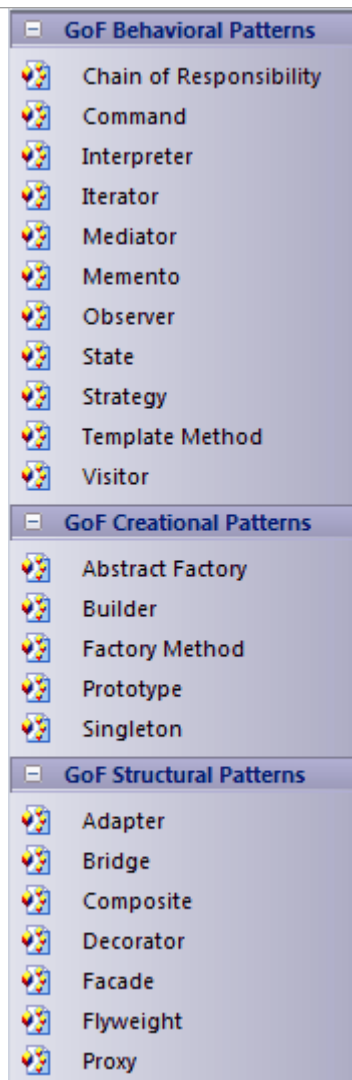 GoF Behavioral Patterns
Chain of Responsibility
Command
Interpreter
Iterator
Mediator
Memento
Observer
State
Strategy
Template Method
Visitor
GoF Creational Patterns
Abstract Factory
Builder
Factory Method
Prototype
Singleton
GoF Structural Patterns
Adapter
Bridge
Composite
Decorator
Facade
Flyweight
Proxy